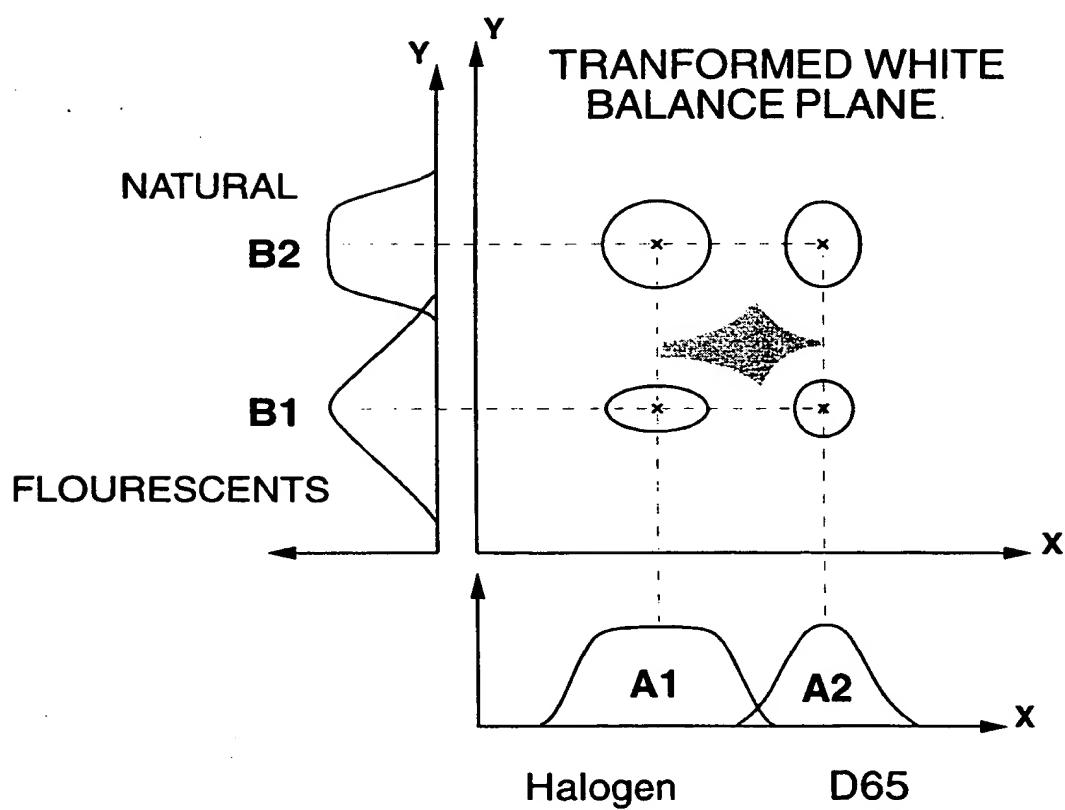 Y
Y
TRANFORMED WHITE
BALANCE PLANE
NATURAL
B2
B1
FLOURESCENTS
X
A1
A2
X
Halogen
D65